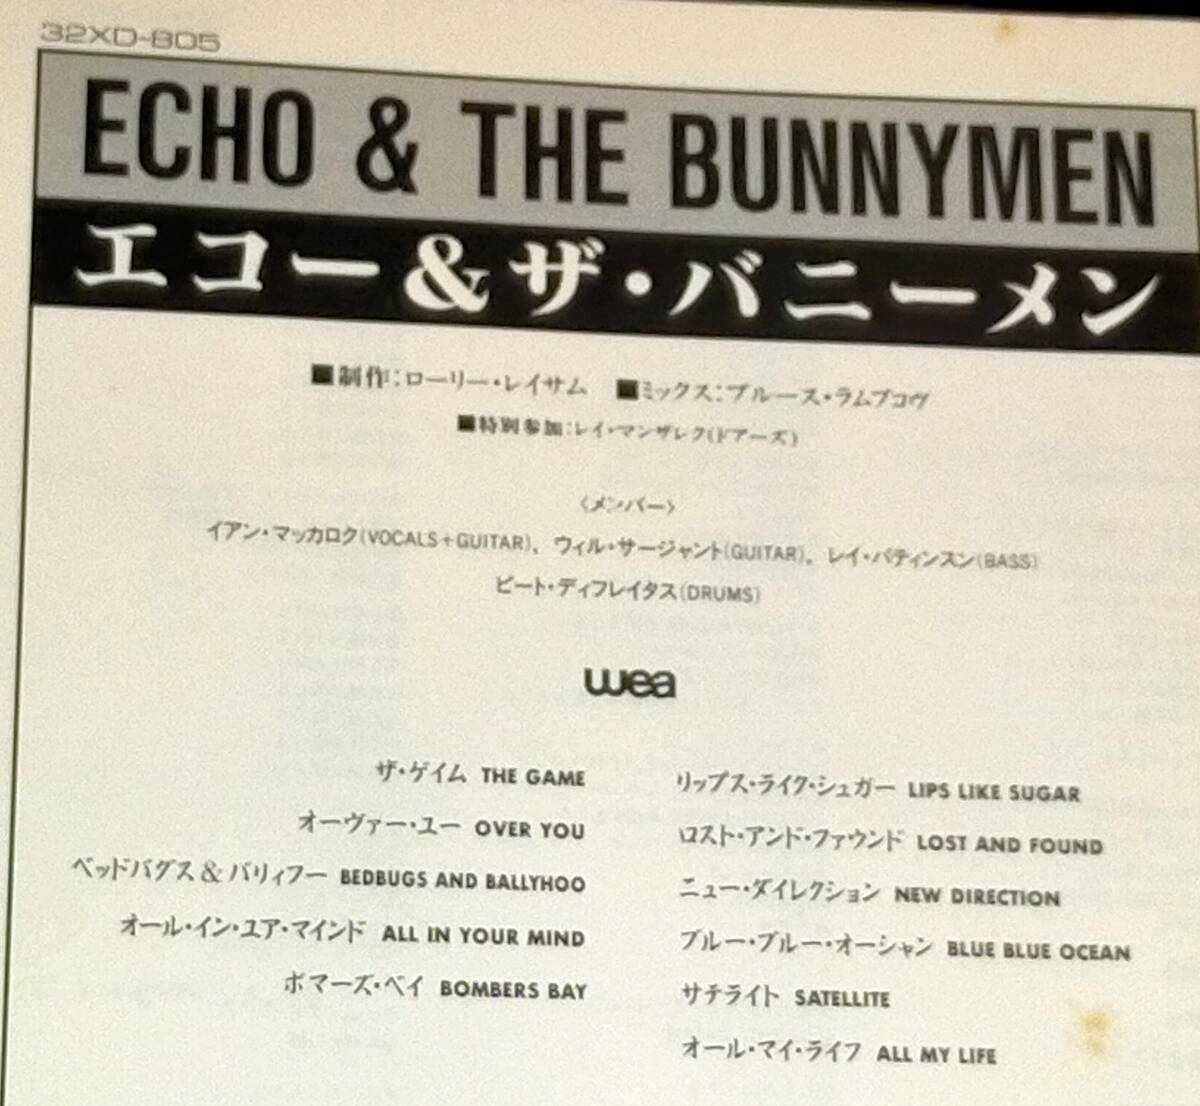 32XD-805
ECHO & THE BUNNYMEN
エコー&ザ・バニーメン
■制作:ローリー・レイサム ■ミックス:ブルース・ラムブコヴ
■特別参加:レイ・マンザレク(ドアーズ)
〈メンバー〉
イアン・マッカロク(VOCALS+GUITAR)、ウィル・サージャント(GUITAR)、レイ・パティンスン(BASS)
ピート・ディフレイタス(DRUMS)
wea
ザ・ゲイム THE GAME
オーヴァー・ユー OVER YOU
ベッドバグス&バリィフー BEDBUGS AND BALLYHOO
オール・イン・ユア・マインド ALL IN YOUR MIND
ボマーズ・ベイ BOMBERS BAY
リップス・ライク・シュガー LIPS LIKE SUGAR
ロスト・アンド・ファウンド LOST AND FOUND
ニュー・ダイレクション NEW DIRECTION
ブルー・ブルー・オーシャン BLUE BLUE OCEAN
サテライト SATELLITE
オール・マイ・ライフ ALL MY LIFE